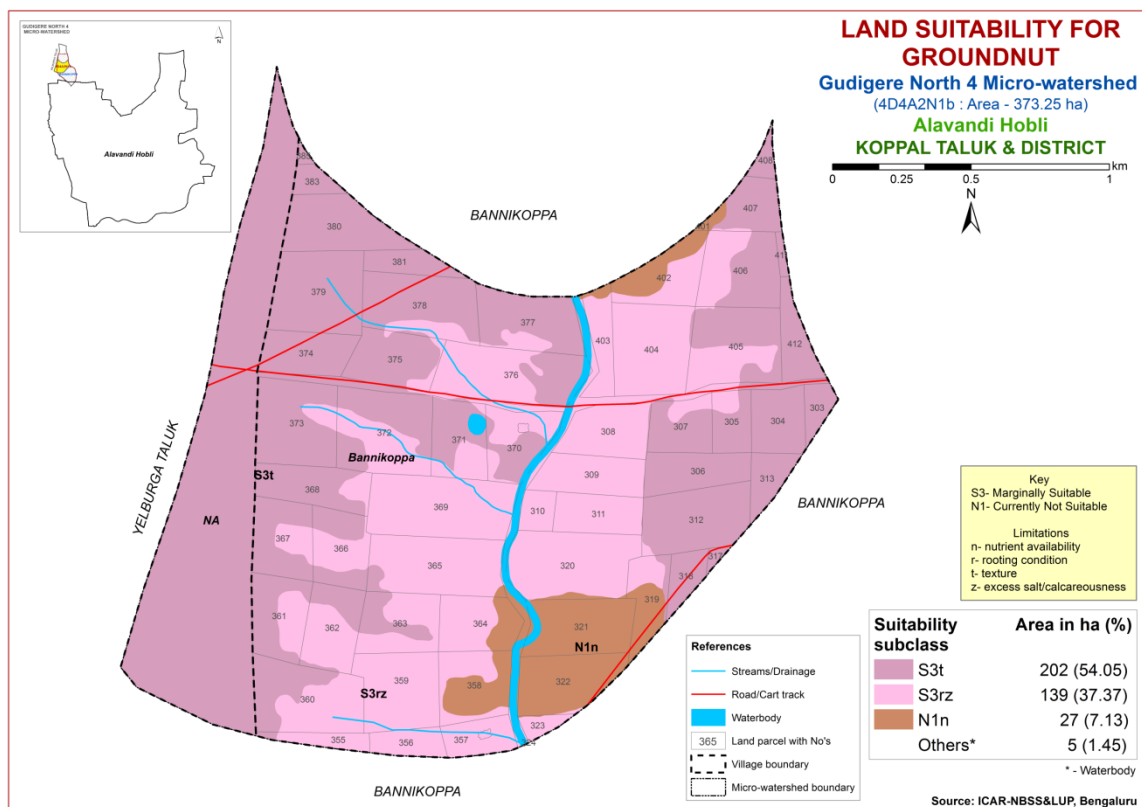 GUDIGERE NORTH 4
MICRO-WATERSHED
N
Alavandi Hobli
LAND SUITABILITY FOR
GROUNDNUT
Gudigere North 4 Micro-watershed
(4D4A2N1b : Area - 373.25 ha)
Alavandi Hobli
KOPPAL TALUK & DISTRICT
km
0 0.25 0.5 1
N
BANNIKOPPA
408
383
407
380
402
406
381
379
378
377
403
404
405
412
374
375
376
303
373
372
371
370
308
307
305
304
Bannikoppa
S3t
306
309
313
368
369
310
311
312
YELBURGA TALUK
NA
BANNIKOPPA
367
366
365
320
317
318
319
361
362
363
364
321
N1n
359
358
322
S3rz
360
355
356
357
323
BANNIKOPPA
Key
S3- Marginally Suitable
N1- Currently Not Suitable
Limitations
n- nutrient availability
r- rooting condition
t- texture
z- excess salt/calcareousness
References
Streams/Drainage
Road/Cart track
Waterbody
365 Land parcel with No's
Village boundary
Micro-watershed boundary
Suitability subclass Area in ha (%)
S3t 202 (54.05)
S3rz 139 (37.37)
N1n 27 (7.13)
Others* 5 (1.45)
* - Waterbody
Source: ICAR-NBSS&LUP, Bengaluru